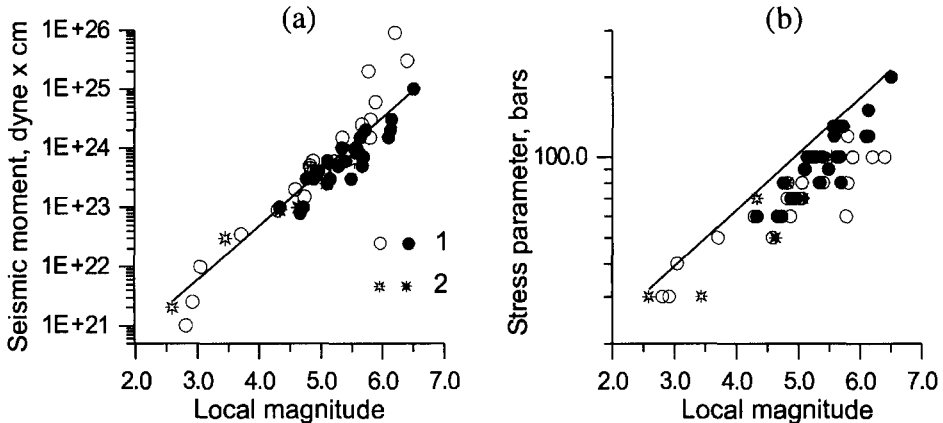 (a)
Seismic moment, dyne x cm
1E+26
1E+25
1E+24
1E+23
1E+22
1E+21
1
2
2.0 3.0 4.0 5.0 6.0 7.0
Local magnitude
(b)
Stress parameter, bars
100.0
2.0 3.0 4.0 5.0 6.0 7.0
Local magnitude